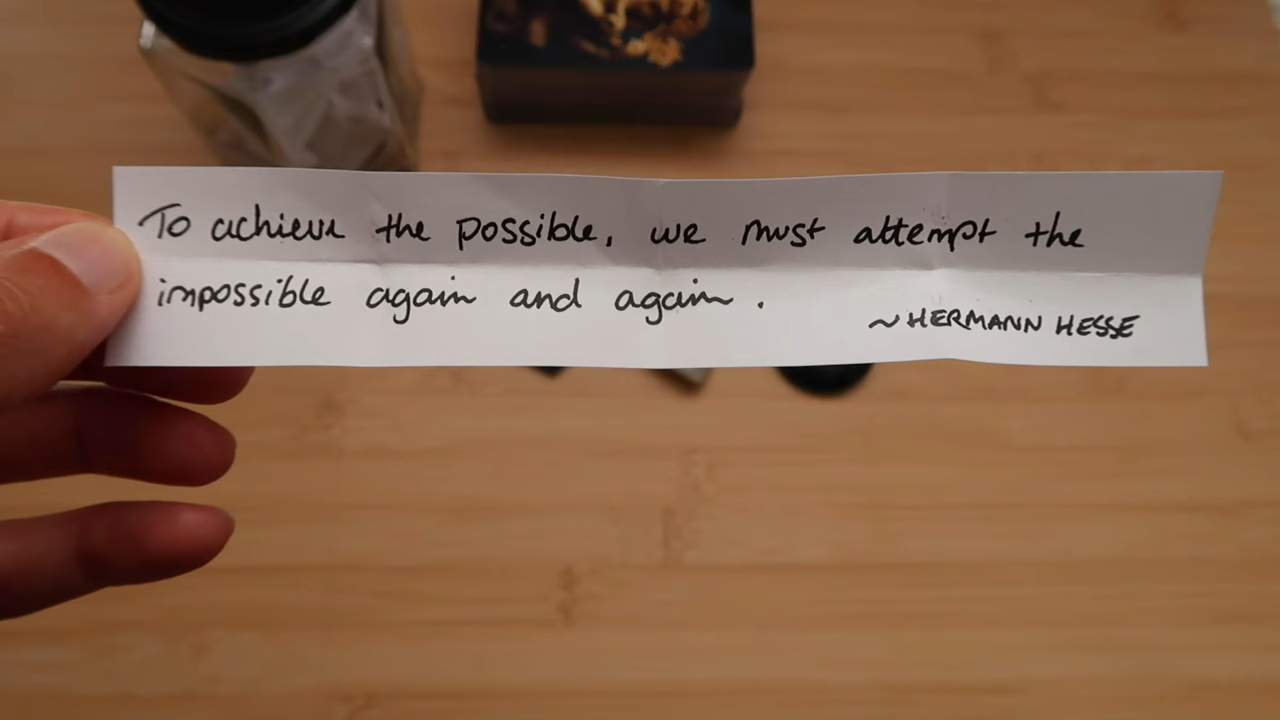 To achieve the possible, we must attempt the
impossible again and again.
~HERMANN HESSE